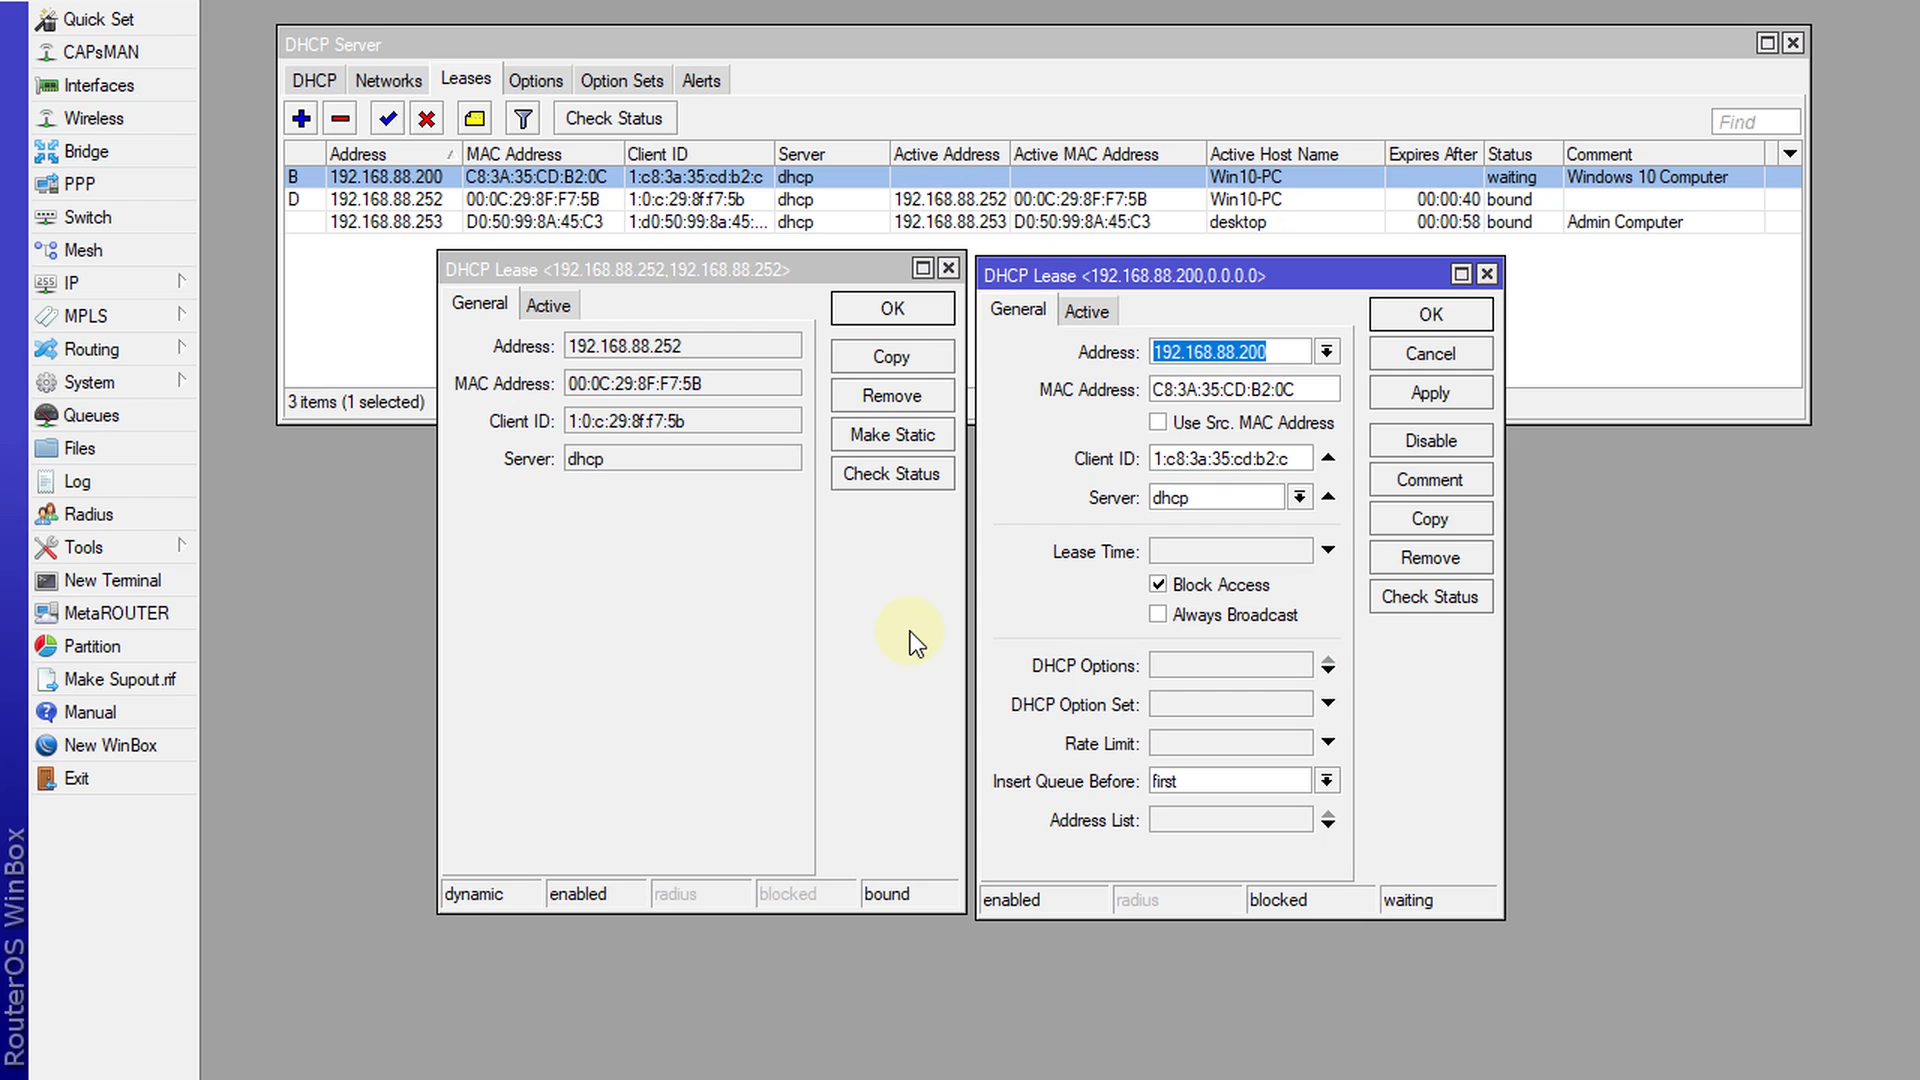 RouterOS WinBox
Quick Set
CAPsMAN
Interfaces
Wireless
Bridge
PPP
Switch
Mesh
IP
MPLS
Routing
System
Queues
Files
Log
Radius
Tools
New Terminal
MetaROUTER
Partition
Make Supout.rif
Manual
New WinBox
Exit
DHCP Server
DHCP Networks Leases Options Option Sets Alerts
Check Status Find
Address MAC Address Client ID Server Active Address Active MAC Address Active Host Name Expires After Status Comment
B 192.168.88.200 C8:3A:35:CD:B2:0C 1:c8:3a:35:cd:b2:c dhcp Win10-PC waiting Windows 10 Computer
D 192.168.88.252 00:0C:29:8F:F7:5B 1:0:c:29:8f:f7:5b dhcp 192.168.88.252 00:0C:29:8F:F7:5B Win10-PC 00:00:40 bound
192.168.88.253 D0:50:99:8A:45:C3 1:d0:50:99:8a:45:... dhcp 192.168.88.253 D0:50:99:8A:45:C3 desktop 00:00:58 bound Admin Computer
3 items (1 selected)
DHCP Lease <192.168.88.252,192.168.88.252>
General Active
OK
Address: 192.168.88.252
Copy
MAC Address: 00:0C:29:8F:F7:5B
Remove
Client ID: 1:0:c:29:8f:f7:5b
Make Static
Server: dhcp
Check Status
dynamic enabled radius blocked bound
DHCP Lease <192.168.88.200,0.0.0.0>
General Active
OK
Address: 192.168.88.200
Cancel
MAC Address: C8:3A:35:CD:B2:0C
Apply
Use Src. MAC Address
Disable
Client ID: 1:c8:3a:35:cd:b2:c
Comment
Server: dhcp
Copy
Lease Time:
Remove
Block Access
Check Status
Always Broadcast
DHCP Options:
DHCP Option Set:
Rate Limit:
Insert Queue Before: first
Address List:
enabled radius blocked waiting